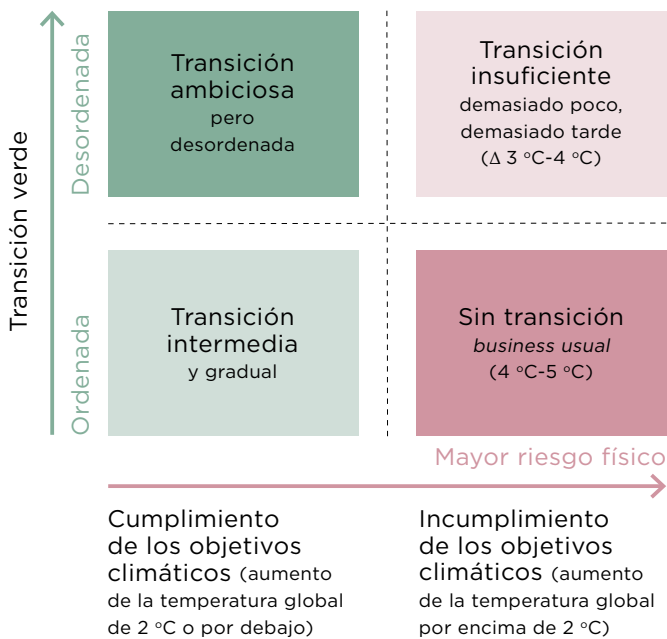 Transición verde
Desordenada
Ordenada
Transición
ambiciosa
pero
desordenada
Transición
insuficiente
demasiado poco,
demasiado tarde
(Δ 3 °C-4 °C)
Transición
intermedia
y gradual
Sin transición
business usual
(4 °C-5 °C)
Mayor riesgo físico
Cumplimiento
de los objetivos
climáticos (aumento
de la temperatura global
de 2 °C o por debajo)
Incumplimiento
de los objetivos
climáticos (aumento
de la temperatura global
por encima de 2 °C)